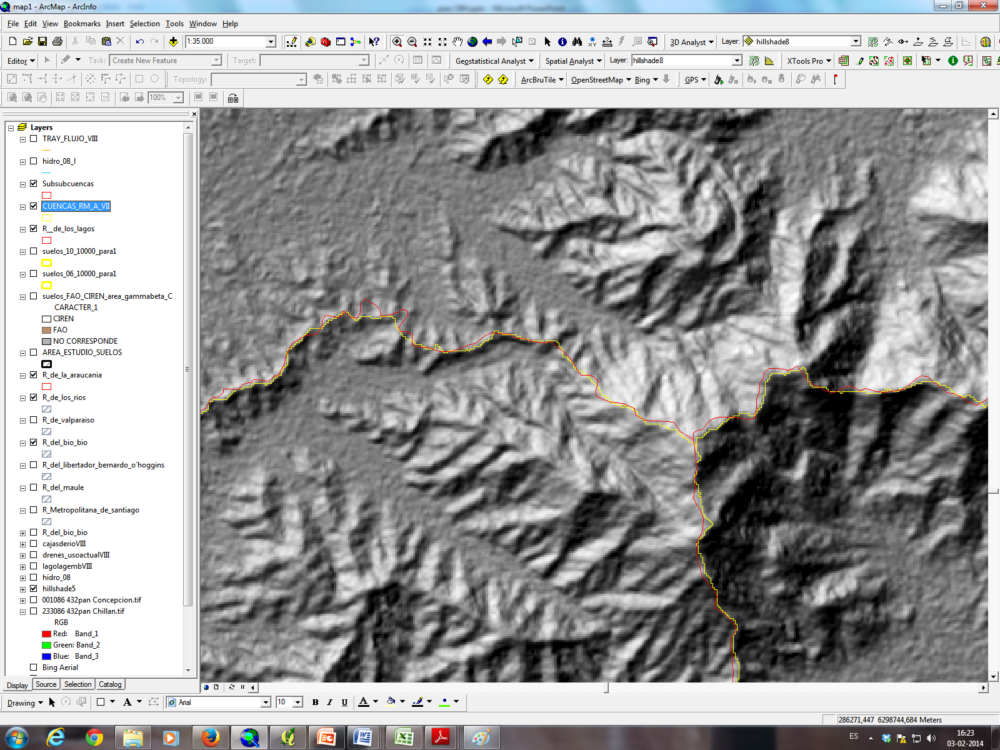 map1 - ArcMap - ArcInfo
File Edit View Bookmarks Insert Selection Tools Window Help
1:35.000
3D Analyst Layer: hillshade8
Editor Task: Create New Feature Target:
Geostatistical Analyst Spatial Analyst Layer: hillshade8 XTools Pro
Topology:
ArcBruTile OpenStreetMap Bing GPS
100%
Layers
TRAY_FLUJO_VIII
hidro_08_l
Subsubcuencas
CUENCAS_RM_A_VII
R__de_los_lagos
suelos_10_10000_para1
suelos_06_10000_para1
suelos_FAO_CIREN_area_gammabeta_C
CARACTER_1
CIREN
FAO
NO CORRESPONDE
AREA_ESTUDIO_SUELOS
R_de_la_araucania
R_de_los_rios
R_de_valparaiso
R_del_bio_bio
R_del_libertador_bernardo_o´hoggins
R_del_maule
R_Metropolitana_de_santiago
R_del_bio_bio
cajasderioVIII
drenes_usoactualVIII
lagolagembVIII
hidro_08
hillshade5
001086 432pan Concepcion.tif
233086 432pan Chillan.tif
RGB
Red: Band_1
Green: Band_2
Blue: Band_3
Bing Aerial
Display Source Selection Catalog
Drawing A Arial 10 B I U A
286271,447 6298744,684 Meters
ES
16:23
03-02-2014